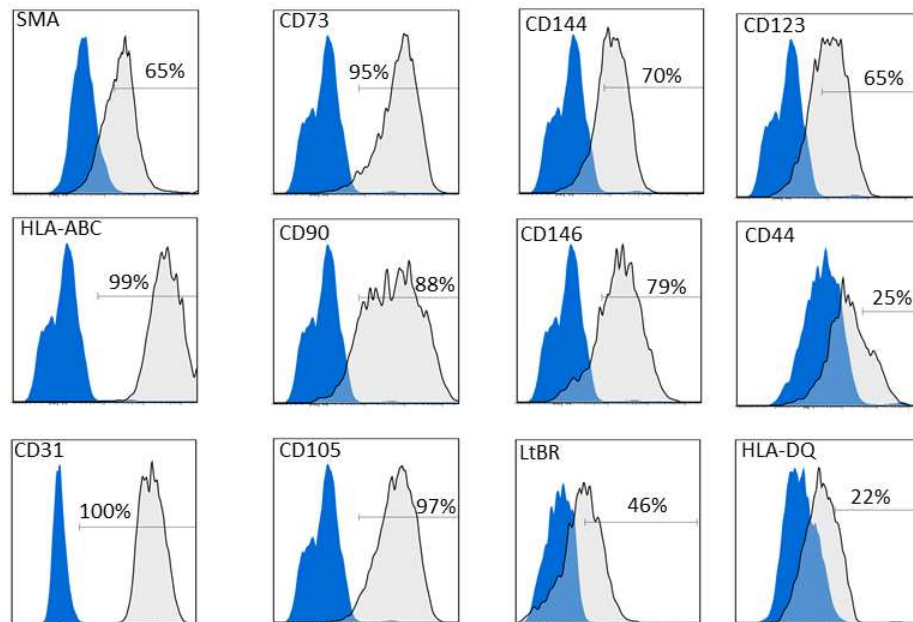 SMA
65%
CD73
95%
CD144
70%
CD123
65%
HLA-ABC
99%
CD90
88%
CD146
79%
CD44
25%
CD31
100%
CD105
97%
LtBR
46%
HLA-DQ
22%